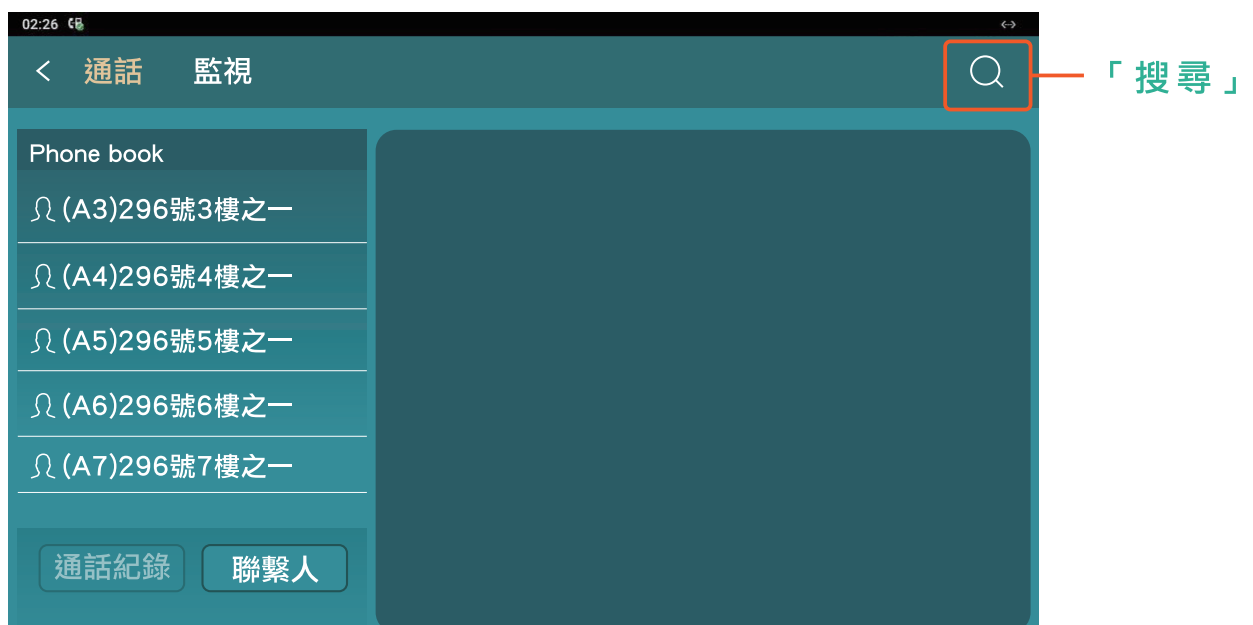 02:26
通話 監視
「搜尋」
Phone book
(A3)296號3樓之一
(A4)296號4樓之一
(A5)296號5樓之一
(A6)296號6樓之一
(A7)296號7樓之一
通話紀錄 聯繫人